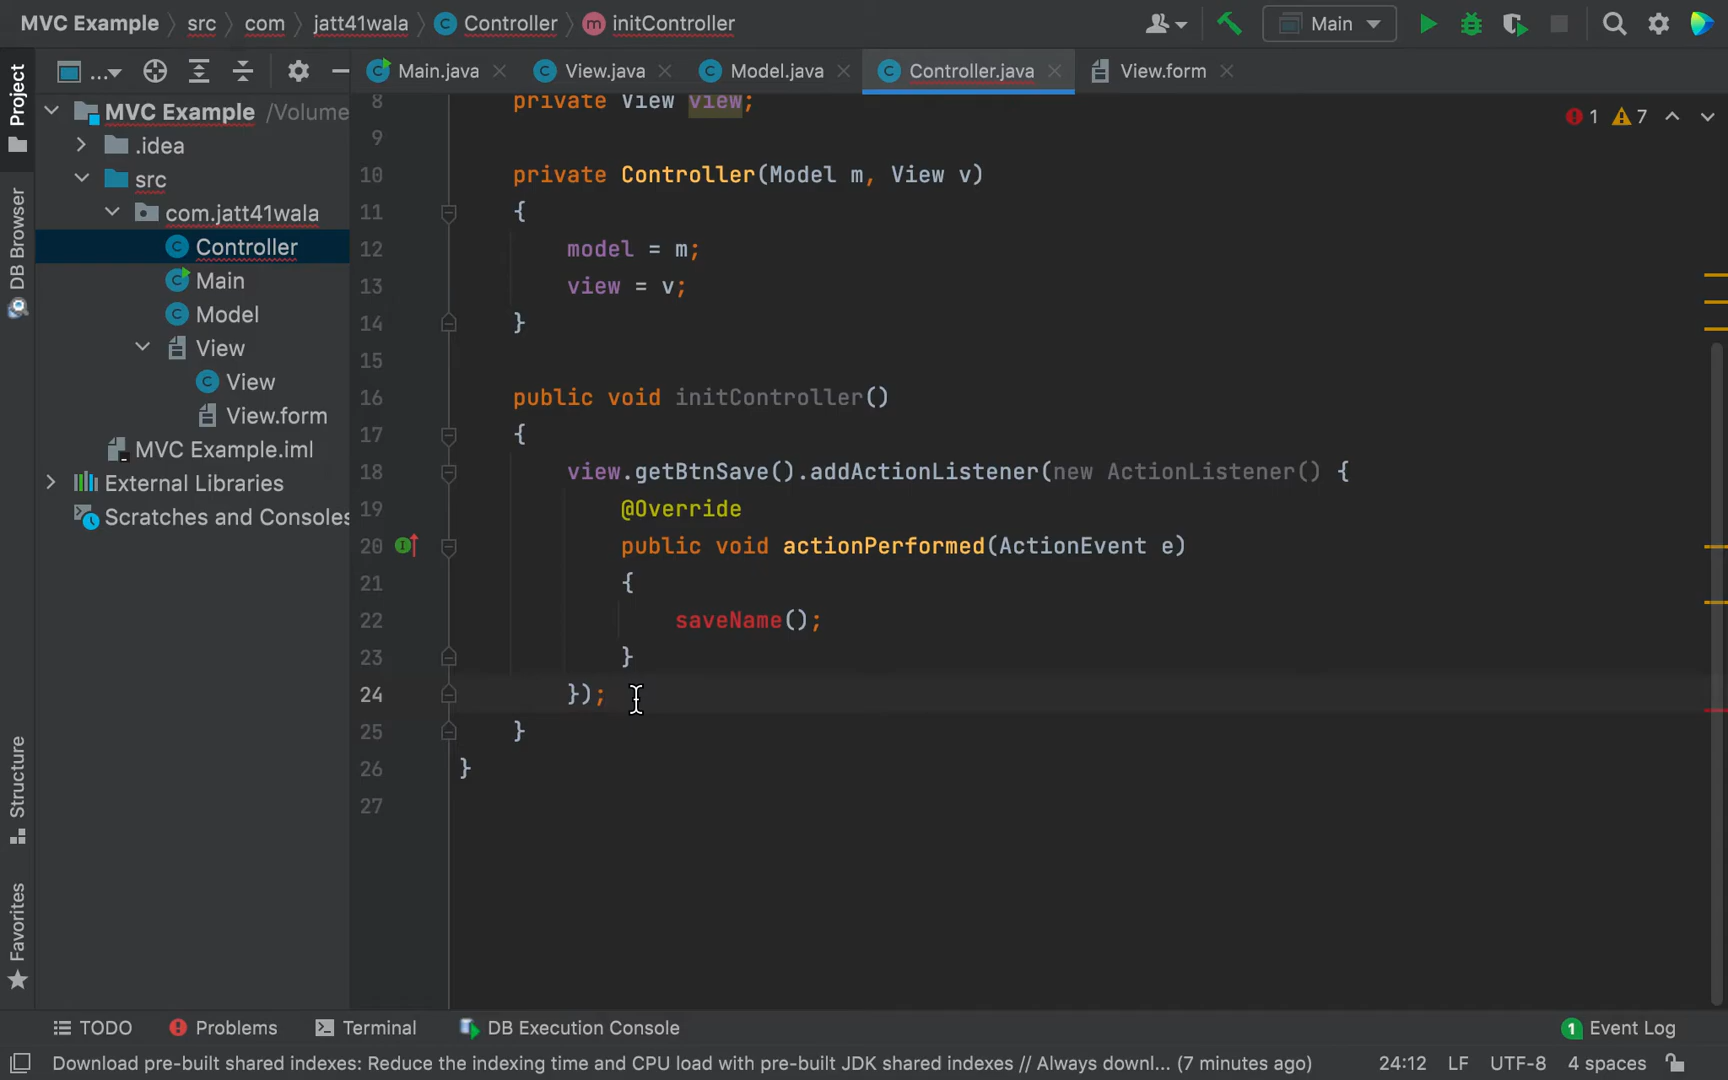 MVC Example src com jatt41wala Controller initController Main
Project
... Main.java View.java Model.java Controller.java View.form
MVC Example /Volume
.idea
src
com.jatt41wala
Controller
Main
Model
View
View
View.form
MVC Example.iml
External Libraries
Scratches and Consoles
DB Browser
Structure
Favorites
1 7
8 private View view;
9
10 private Controller(Model m, View v)
11 {
12 model = m;
13 view = v;
14 }
15
16 public void initController()
17 {
18 view.getBtnSave().addActionListener(new ActionListener() {
19 @Override
20 public void actionPerformed(ActionEvent e)
21 {
22 saveName();
23 }
24 });
25 }
26 }
27
TODO Problems Terminal DB Execution Console 1 Event Log
Download pre-built shared indexes: Reduce the indexing time and CPU load with pre-built JDK shared indexes // Always downl... (7 minutes ago) 24:12 LF UTF-8 4 spaces